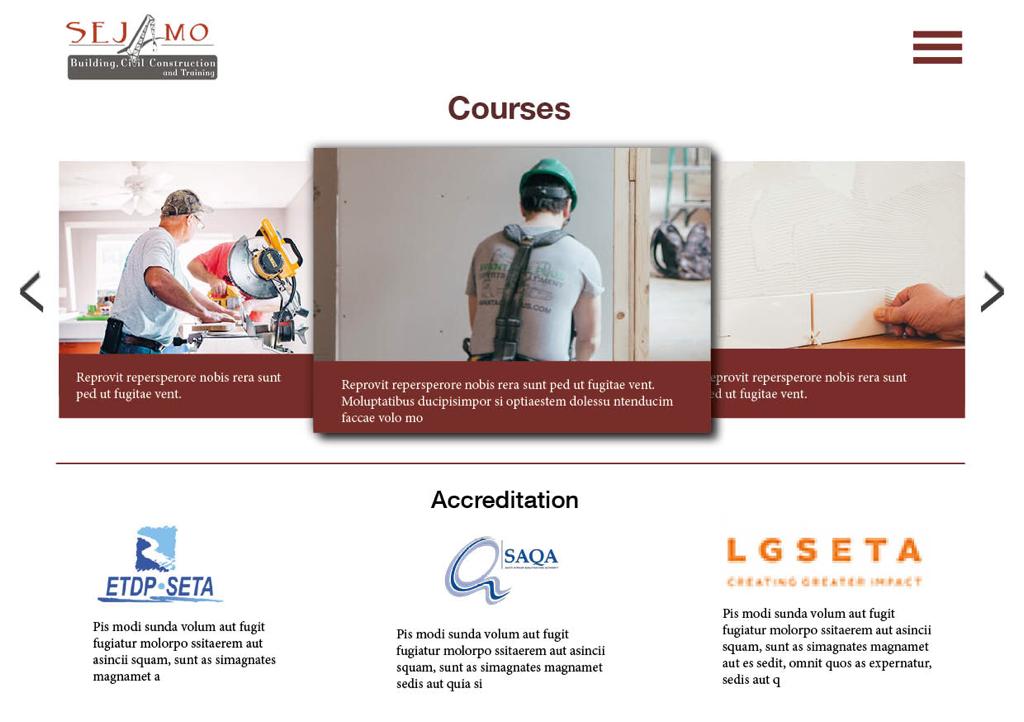 SEJAMO
Building, Civil Construction
and Training
Courses
Reprovit repersperore nobis rera sunt
ped ut fugitae vent.
Reprovit repersperore nobis rera sunt ped ut fugitae vent.
Moluptatibus ducipisimpor si optiaestem dolessu ntenducim
faccae volo mo
eprovit repersperore nobis rera sunt
ed ut fugitae vent.
Accreditation
ETDP•SETA
Pis modi sunda volum aut fugit
fugiatur molorpo ssitaerem aut
asincii squam, sunt as simagnates
magnamet a
SAQA
Pis modi sunda volum aut fugit
fugiatur molorpo ssitaerem aut asincii
squam, sunt as simagnates magnamet
sedis aut quia si
LGSETA
CREATING GREATER IMPACT
Pis modi sunda volum aut fugit
fugiatur molorpo ssitaerem aut asincii
squam, sunt as simagnates magnamet
aut es sedit, omnit quos as expernatur,
sedis aut q